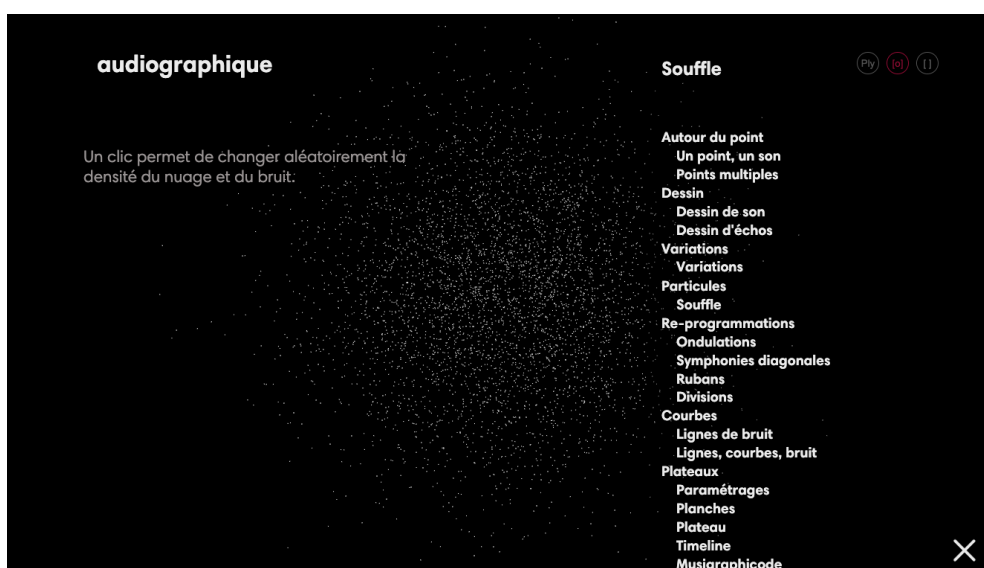 audiographique
Souffle
Ply
[o]
[ ]
Un clic permet de changer aléatoirement la
densité du nuage et du bruit.
Autour du point
Un point, un son
Points multiples
Dessin
Dessin de son
Dessin d'échos
Variations
Variations
Particules
Souffle
Re-programmations
Ondulations
Symphonies diagonales
Rubans
Divisions
Courbes
Lignes de bruit
Lignes, courbes, bruit
Plateaux
Paramétrages
Planches
Plateau
Timeline
Musigraphicode